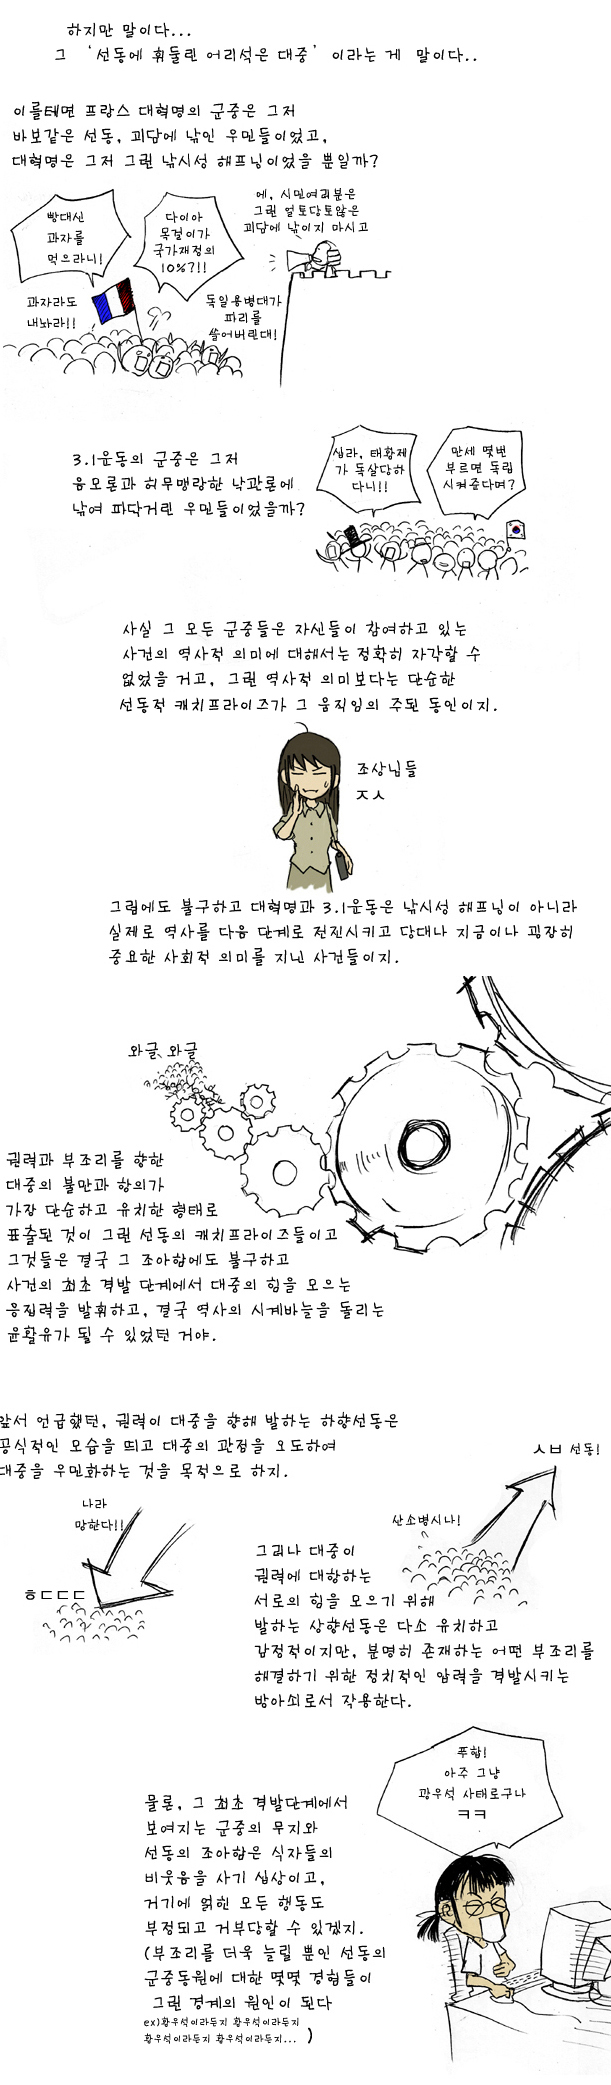 하지만 말이다...
그 '선동에 휘둘린 어리석은 대중' 이라는 게 말이다..
이를테면 프랑스 대혁명의 군중은 그저
바보같은 선동, 괴담에 낚인 우민들이었고,
대혁명은 그저 그런 낚시성 해프닝이었을 뿐일까?
빵대신
과자를
먹으라니!
다이아
목걸이가
국가재정의
10%?!!
에, 시민여러분은
그런 얼토당토않은
괴담에 낚이지 마시고
과자라도
내놔라!!
독일용병대가
파리를
쓸어버린대!
3.1운동의 군중은 그저
음모론과 허무맹랑한 낙관론에
낚여 파닥거린 우민들이었을까?
십라, 태황제
가 독살당하
다니!!
만세 몇번
부르면 독립
시켜준다며?
사실 그 모든 군중들은 자신들이 참여하고 있는
사건의 역사적 의미에 대해서는 정확히 자각할 수
없었을 거고, 그런 역사적 의미보다는 단순한
선동적 캐치프라이즈가 그 움직임의 주된 동인이지.
조상님들
ㅈㅅ
그럼에도 불구하고 대혁명과 3.1운동은 낚시성 해프닝이 아니라
실제로 역사를 다음 단계로 전진시키고 당대나 지금이나 굉장히
중요한 사회적 의미를 지닌 사건들이지.
와글 와글
권력과 부조리를 향한
대중의 불만과 항의가
가장 단순하고 유치한 형태로
표출된 것이 그런 선동의 캐치프라이즈들이고
그것들은 결국 그 조아함에도 불구하고
사건의 최초 격발 단계에서 대중의 힘을 모으는
응집력을 발휘하고, 결국 역사의 시계바늘을 돌리는
윤활유가 될 수 있었던 거야.
앞서 언급했던, 권력이 대중을 향해 발하는 하향선동은
공식적인 모습을 띄고 대중의 관점을 오도하여
대중을 우민화하는 것을 목적으로 하지.
ㅅㅂ 선동!
나라
망한다!!
산소병시나!
ㅎㄷㄷㄷ
그러나 대중이
권력에 대항하는
서로의 힘을 모으기 위해
발하는 상향선동은 다소 유치하고
감정적이지만, 분명히 존재하는 어떤 부조리를
해결하기 위한 정치적인 압력을 격발시키는
방아쇠로서 작용한다.
푸합!
아주 그냥
광우석 사태로구나
ㅋㅋ
물론, 그 최초 격발단계에서
보여지는 군중의 무지와
선동의 조아함은 식자들의
비웃음을 사기 십상이고,
거기에 얽힌 모든 행동도
부정되고 거부당할 수 있겠지.
(부조리를 더욱 늘릴 뿐인 선동의
군중동원에 대한 몇몇 경험들이
그런 경계의 원인이 된다
ex)황우석이라든지 황우석이라든지
황우석이라든지 황우석이라든지... )